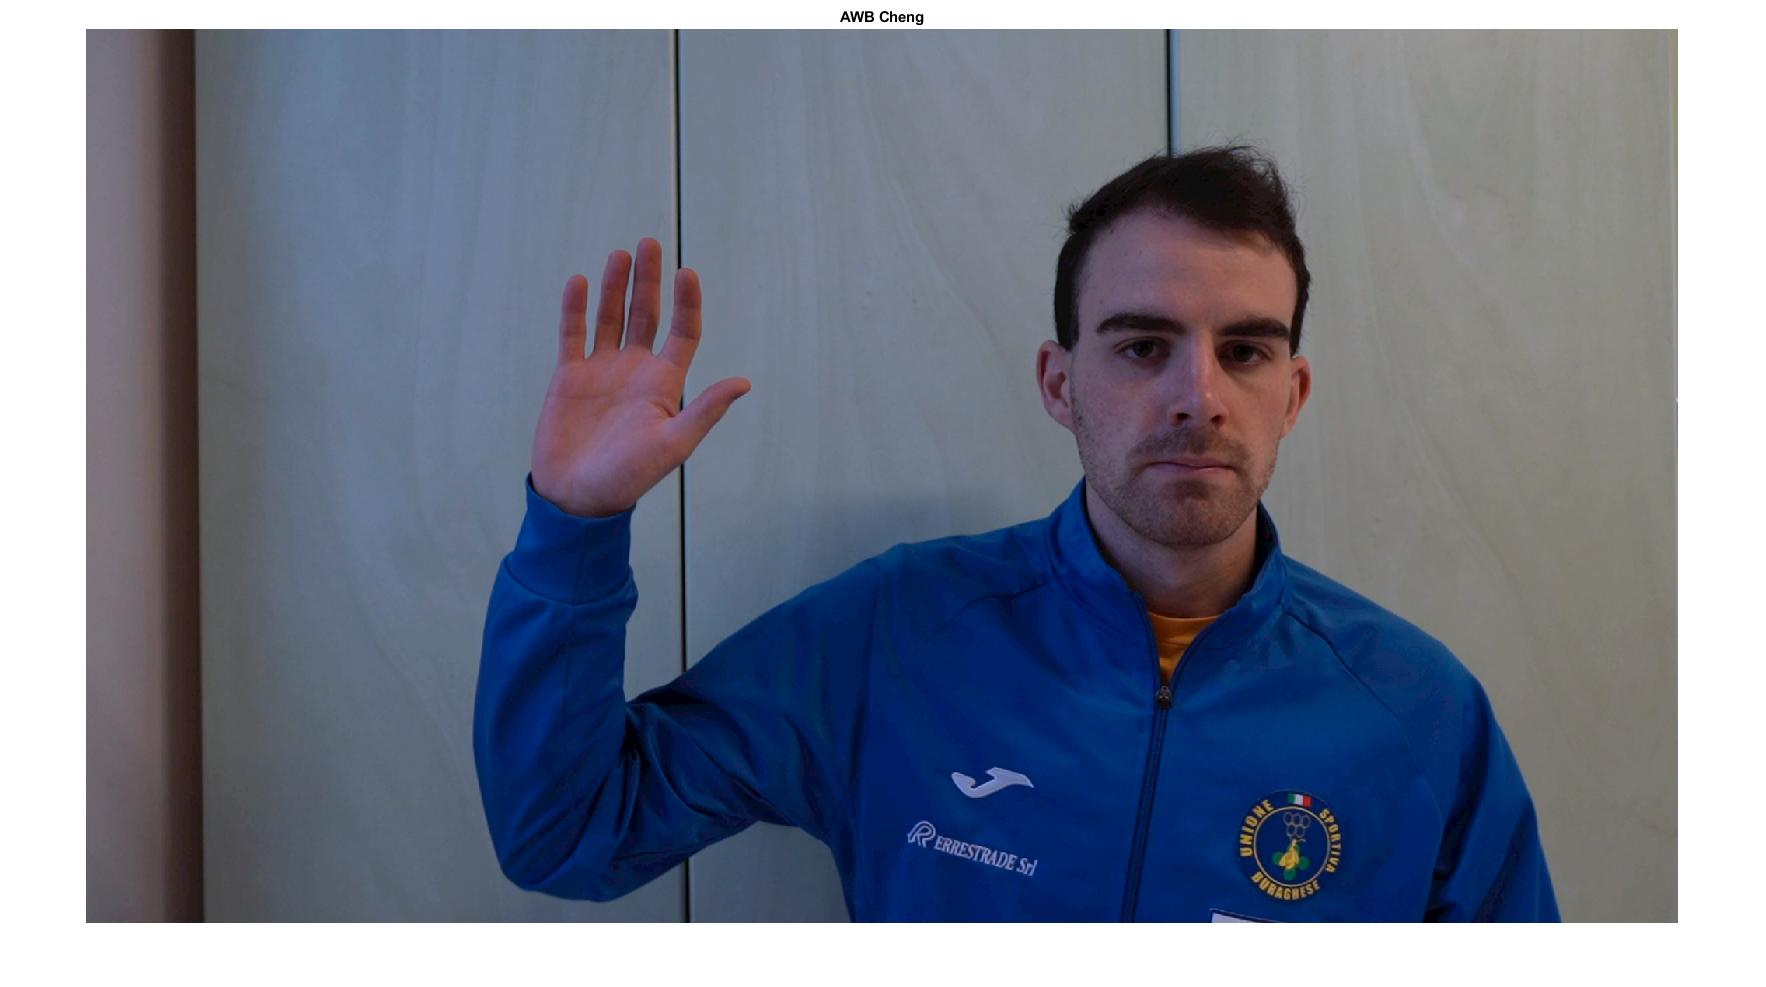 AWB Cheng
ERRESTRADE Srl
UNIONE SPORTIVA
BURAGHESE